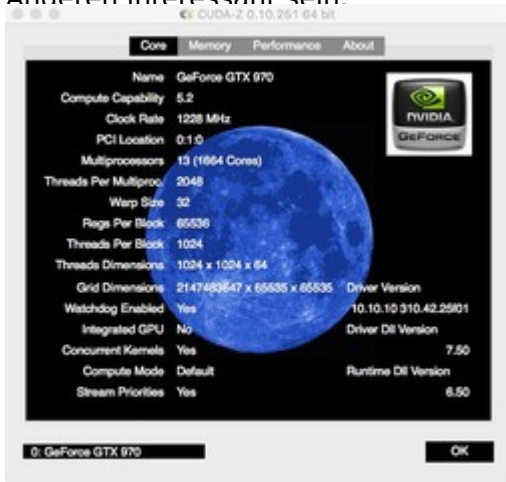 Anderen interessant sein.
CUDA-Z 0.10.251 64 bit
Core Memory Performance About
Name GeForce GTX 970
Compute Capability 5.2
Clock Rate 1228 MHz
PCI Location 0:1:0
Multiprocessors 13 (1664 Cores)
Threads Per Multiproc. 2048
Warp Size 32
Regs Per Block 65536
Threads Per Block 1024
Threads Dimensions 1024 x 1024 x 64
Grid Dimensions 2147483647 x 65535 x 65535
Watchdog Enabled Yes
Integrated GPU No
Concurrent Kernels Yes
Compute Mode Default
Stream Priorities Yes
NVIDIA
GEFORCE
Driver Version
10.10.10 310.42.25f01
Driver Dll Version
7.50
Runtime Dll Version
6.50
0: GeForce GTX 970
OK